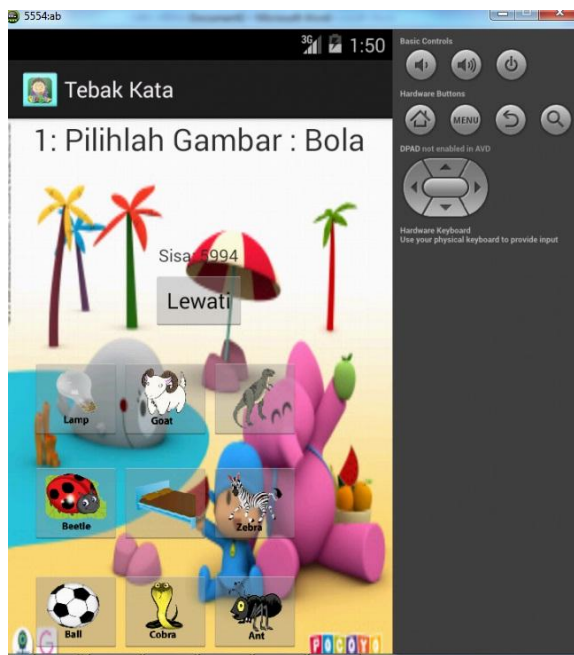 5554:ab
3G 1:50
Tebak Kata
1: Pilihlah Gambar : Bola
Sisa: 5994
Lewati
Lamp
Goat
Beetle
Zebra
Ball
Cobra
Ant
POCOYO
Basic Controls
Hardware Buttons
MENU
DPAD not enabled in AVD
Hardware Keyboard
Use your physical keyboard to provide input